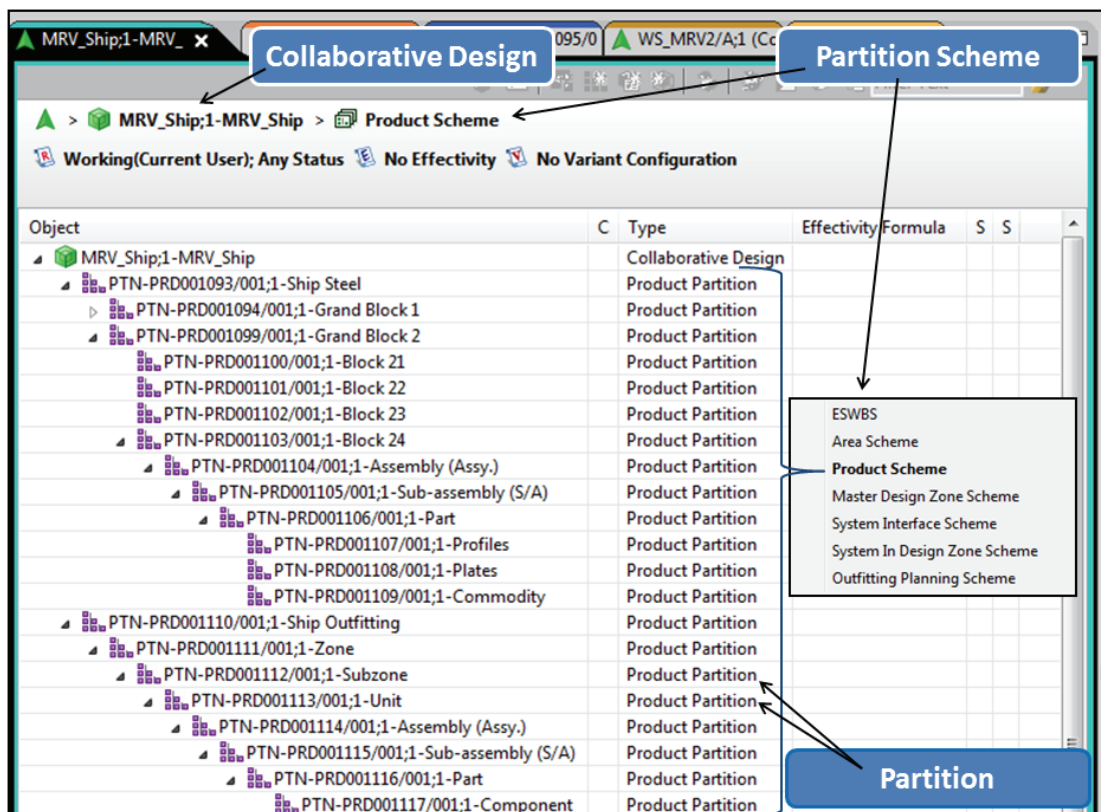 MRV_Ship;1-MRV_ x 095/0 WS_MRV2/A;1 (Co
Collaborative Design Partition Scheme
> MRV_Ship;1-MRV_Ship > Product Scheme
Working(Current User); Any Status No Effectivity No Variant Configuration
Object C Type Effectivity Formula S S
MRV_Ship;1-MRV_Ship Collaborative Design
PTN-PRD001093/001;1-Ship Steel Product Partition
PTN-PRD001094/001;1-Grand Block 1 Product Partition
PTN-PRD001099/001;1-Grand Block 2 Product Partition
PTN-PRD001100/001;1-Block 21 Product Partition
PTN-PRD001101/001;1-Block 22 Product Partition
PTN-PRD001102/001;1-Block 23 Product Partition
PTN-PRD001103/001;1-Block 24 Product Partition
PTN-PRD001104/001;1-Assembly (Assy.) Product Partition
PTN-PRD001105/001;1-Sub-assembly (S/A) Product Partition
PTN-PRD001106/001;1-Part Product Partition
PTN-PRD001107/001;1-Profiles Product Partition
PTN-PRD001108/001;1-Plates Product Partition
PTN-PRD001109/001;1-Commodity Product Partition
PTN-PRD001110/001;1-Ship Outfitting Product Partition
PTN-PRD001111/001;1-Zone Product Partition
PTN-PRD001112/001;1-Subzone Product Partition
PTN-PRD001113/001;1-Unit Product Partition
PTN-PRD001114/001;1-Assembly (Assy.) Product Partition
PTN-PRD001115/001;1-Sub-assembly (S/A) Product Partition
PTN-PRD001116/001;1-Part Product Partition
PTN-PRD001117/001;1-Component Product Partition
ESWBS
Area Scheme
Product Scheme
Master Design Zone Scheme
System Interface Scheme
System In Design Zone Scheme
Outfitting Planning Scheme
Partition